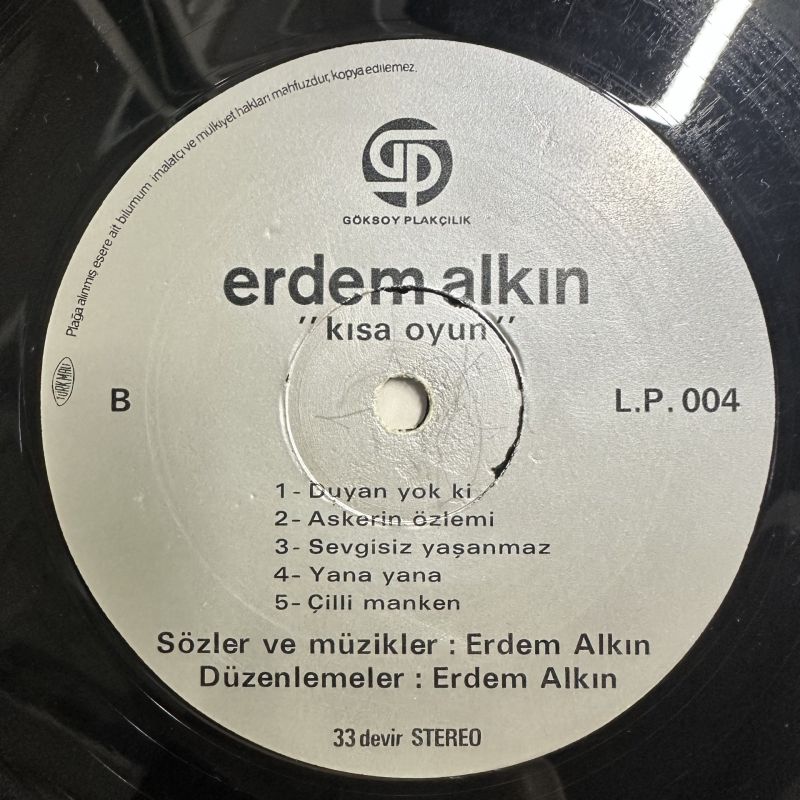 Plağa alınmış esere ait bilumum imalatçı ve mülkiyet hakları mahfuzdur, kopya edilemez.
GÖKSOY PLAKÇILIK
erdem alkın
"kısa oyun"
TÜRK MALI
B
L.P. 004
1- Duyan yok ki
2- Askerin özlemi
3- Sevgisiz yaşanmaz
4- Yana yana
5- Çilli manken
Sözler ve müzikler : Erdem Alkın
Düzenlemeler : Erdem Alkın
33 devir STEREO